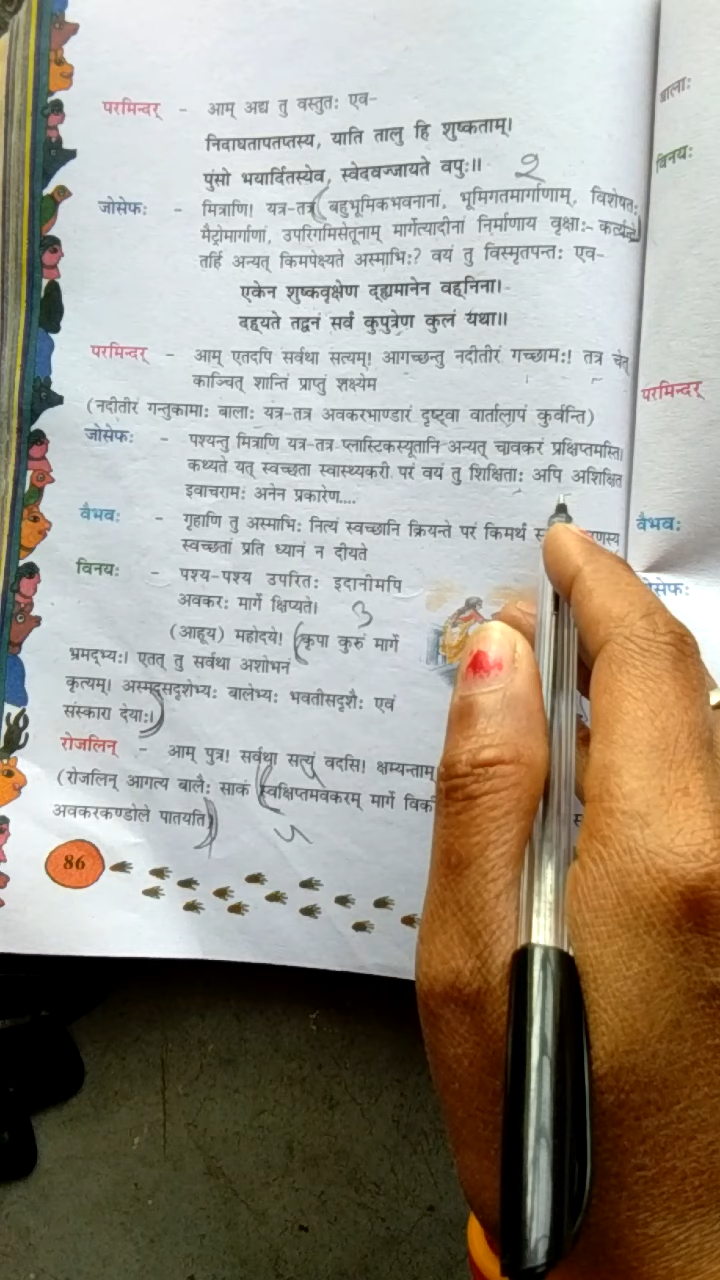 परमिन्दर् - आम् अद्य तु वस्तुतः एव-
निदाघतापतप्तस्य, याति तालु हि शुष्कताम्।
पुंसो भयार्दितस्येव, स्वेदवज्जायते वपुः॥
2
जोसेफः - मित्राणि! यत्र-तत्र (बहुभूमिकभवनानां, भूमिगतमार्गाणाम्, विशेषतः
मैट्रोमार्गाणां, उपरिगमिसेतूनाम् मार्गेत्यादीनां निर्माणाय वृक्षाः- कर्त्यन्ते)
तर्हि अन्यत् किमपेक्ष्यते अस्माभिः? वयं तु विस्मृतपन्तः एव-
एकेन शुष्कवृक्षेण दह्यमानेन वह्निना।
दह्यते तद्वनं सर्वं कुपुत्रेण कुलं यथा॥
परमिन्दर् - आम् एतदपि सर्वथा सत्यम्! आगच्छन्तु नदीतीरं गच्छामः! तत्र चेत्
काञ्चित् शान्तिं प्राप्तुं शक्ष्येम
(नदीतीरं गन्तुकामाः बालाः यत्र-तत्र अवकरभाण्डारं दृष्ट्वा वार्तालापं कुर्वन्ति)
जोसेफः - पश्यन्तु मित्राणि यत्र-तत्र प्लास्टिकस्यूतानि अन्यत् चावकरं प्रक्षिप्तमस्ति।
कथ्यते यत् स्वच्छता स्वास्थ्यकरी परं वयं तु शिक्षिताः अपि अशिक्षित
इवाचरामः अनेन प्रकारेण....
वैभवः - गृहाणि तु अस्माभिः नित्यं स्वच्छानि क्रियन्ते परं किमर्थं
स्वच्छतां प्रति ध्यानं न दीयते
विनयः - पश्य-पश्य उपरितः इदानीमपि
अवकरः मार्गे क्षिप्यते।
3
(आहूय) महोदये! (कृपा कुरुं मार्गे
भ्रमद्भ्यः। एतत् तु सर्वथा अशोभनं
कृत्यम्। अस्मद्सदृशेभ्यः बालेभ्यः भवतीसदृशैः एवं
संस्कारा देयाः।)
रोजलिन् - आम् पुत्र! सर्वथा सत्यं वदसि! क्षम्यन्ताम्
(रोजलिन् आगत्य बालैः साकं (स्वक्षिप्तमवकरम् मार्गे
अवकरकण्डोले पातयति)
86
बालाः
विनयः
परमिन्दर्
वैभवः